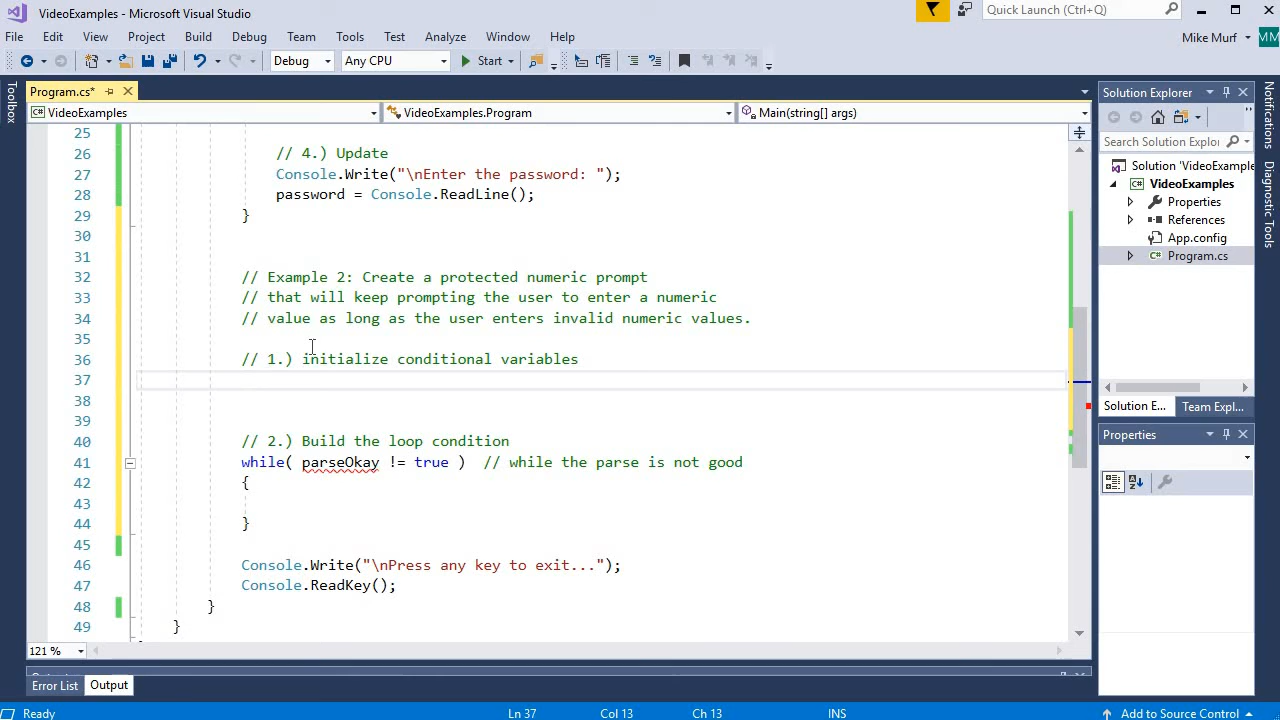 VideoExamples - Microsoft Visual Studio
Quick Launch (Ctrl+Q)
File Edit View Project Build Debug Team Tools Test Analyze Window Help
Mike Murf MM
Debug Any CPU Start
Toolbox
Program.cs*
VideoExamples VideoExamples.Program Main(string[] args)
25
26 // 4.) Update
27 Console.Write("\nEnter the password: ");
28 password = Console.ReadLine();
29 }
30
31
32 // Example 2: Create a protected numeric prompt
33 // that will keep prompting the user to enter a numeric
34 // value as long as the user enters invalid numeric values.
35
36 // 1.) initialize conditional variables
37
38
39
40 // 2.) Build the loop condition
41 while( parseOkay != true ) // while the parse is not good
42 {
43
44 }
45
46 Console.Write("\nPress any key to exit...");
47 Console.ReadKey();
48 }
49 }
121 %
Solution Explorer
Search Solution Explor
Solution 'VideoExample
VideoExamples
Properties
References
App.config
Program.cs
Solution E... Team Expl...
Properties
Notifications
Diagnostic Tools
Error List Output
Ready Ln 37 Col 13 Ch 13 INS Add to Source Control